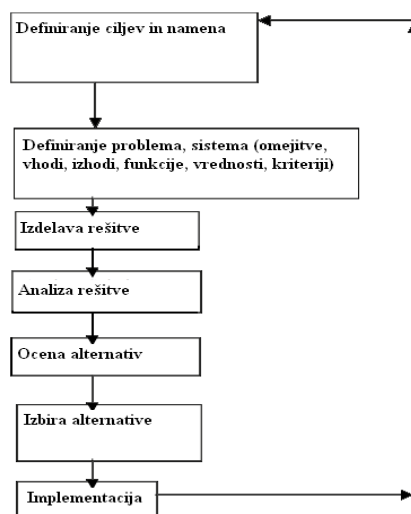 Definiranje ciljev in namena
Definiranje problema, sistema (omejitve,
vhodi, izhodi, funkcije, vrednosti, kriteriji)
Izdelava rešitve
Analiza rešitve
Ocena alternativ
Izbira alternative
Implementacija